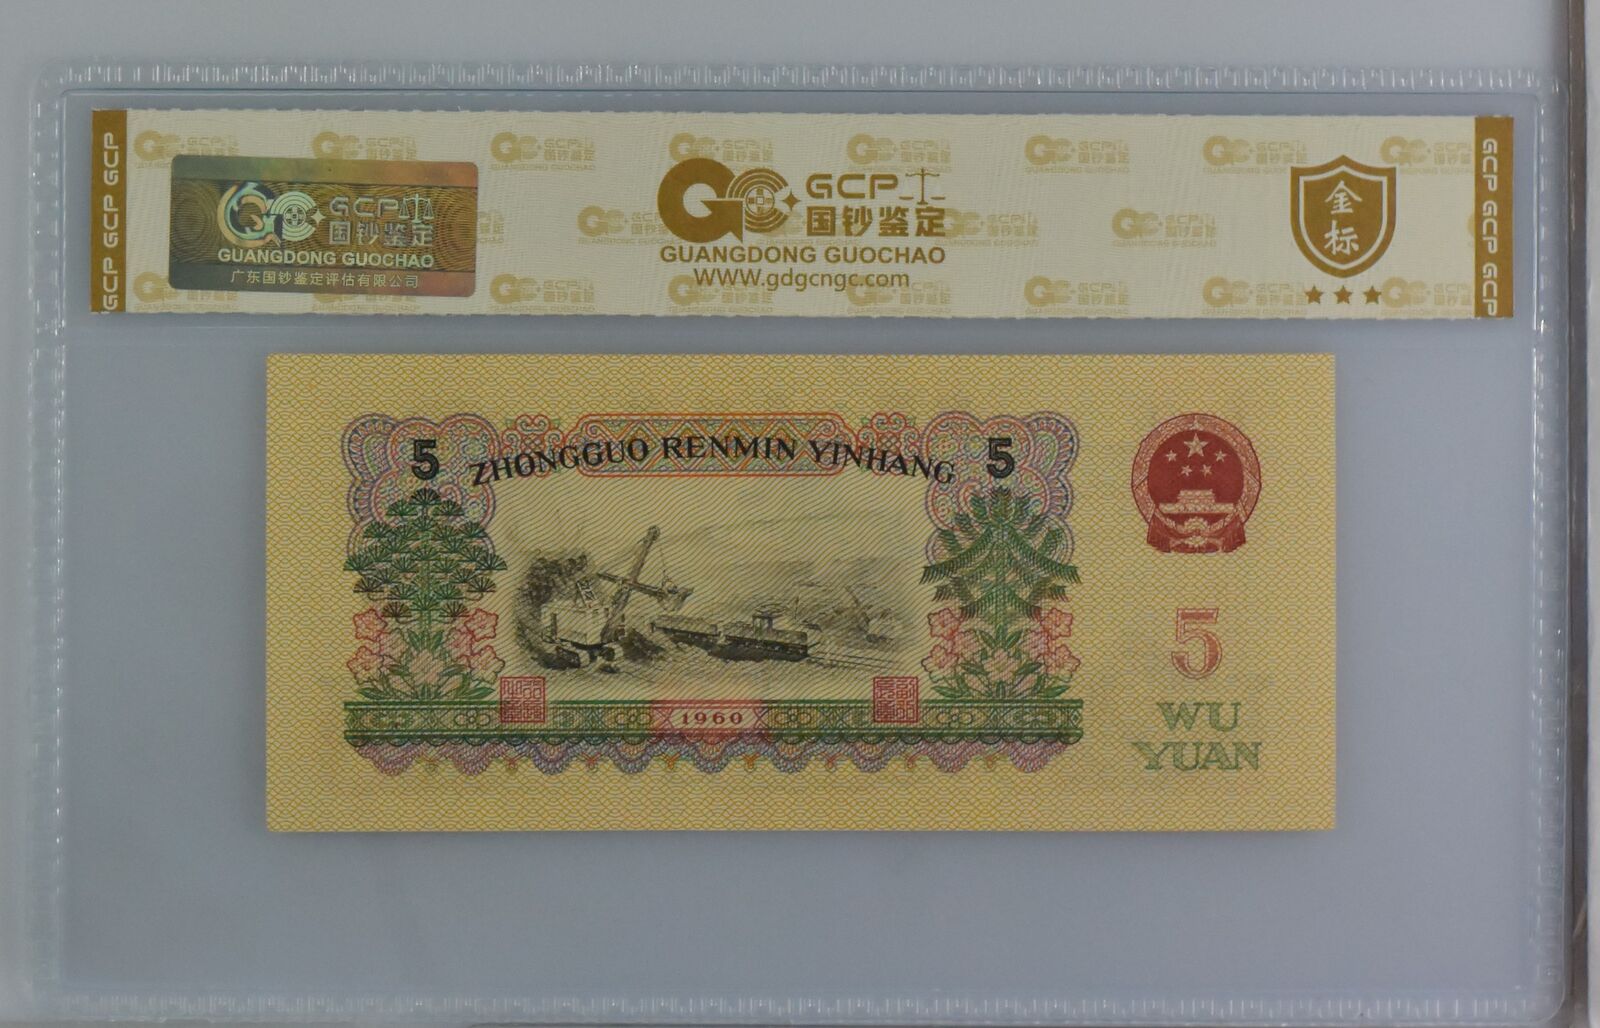 GCP GCP GCP
GCP
国钞鉴定
GUANGDONG GUOCHAO
广东国钞鉴定评估有限公司
GCP
国钞鉴定
GUANGDONG GUOCHAO
WWW.gdgcngc.com
金标
GCP GCP GCP
5
ZHONGGUO RENMIN YINHANG
5
1960
5
WU
YUAN